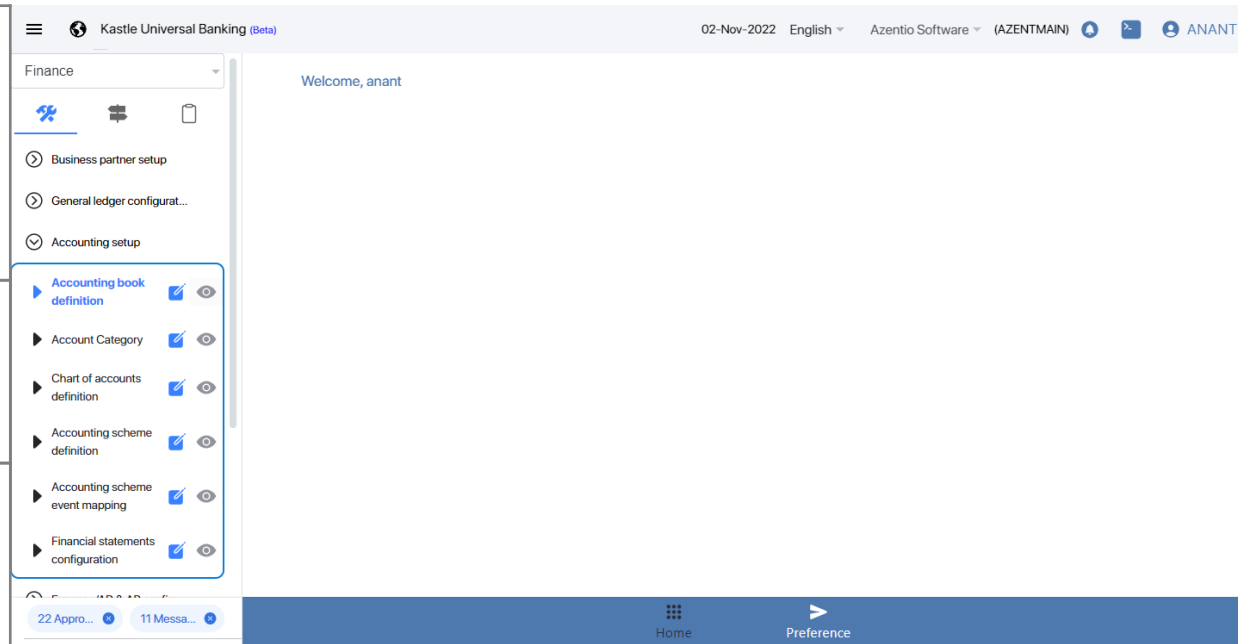 Kastle Universal Banking (Beta)
02-Nov-2022 English Azentio Software (AZENTMAIN) ANANT
Finance
Welcome, anant
Business partner setup
General ledger configurat...
Accounting setup
Accounting book
definition
Account Category
Chart of accounts
definition
Accounting scheme
definition
Accounting scheme
event mapping
Financial statements
configuration
22 Appro... 11 Messa...
Home Preference